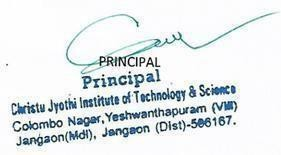 PRINCIPAL
Principal
Christu Jyothi Institute of Technology & Science
Colombo Nagar, Yeshwanthapuram (Vill)
Jangaon(Mdl), Jangaon (Dist)-506167.